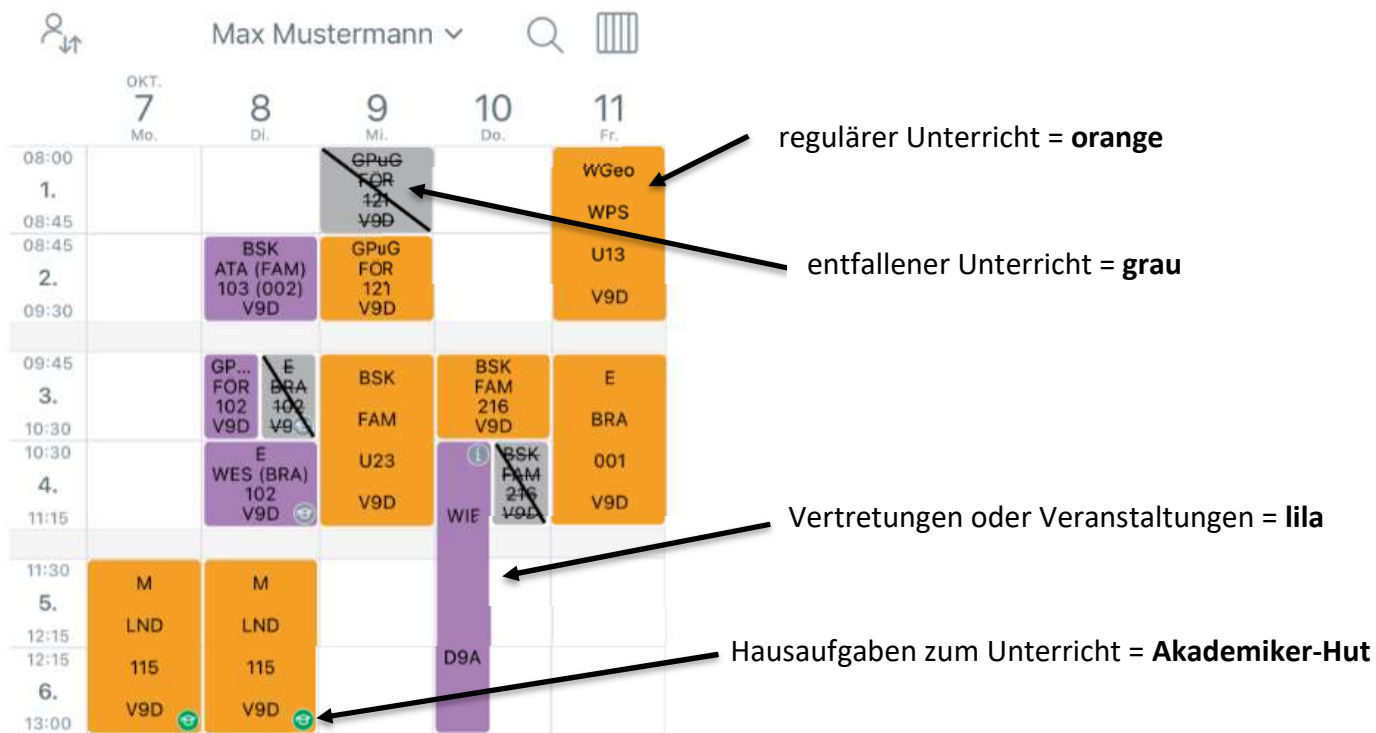 Max Mustermann
OKT.
7 8 9 10 11
Mo. Di. Mi. Do. Fr.
regulärer Unterricht = orange
entfallener Unterricht = grau
Vertretungen oder Veranstaltungen = lila
Hausaufgaben zum Unterricht = Akademiker-Hut
08:00
1.
08:45
08:45
2.
09:30
09:45
3.
10:30
10:30
4.
11:15
11:30
5.
12:15
12:15
6.
13:00
M
LND
115
V9D
BSK
ATA (FAM)
103 (002)
V9D
GP...
FÖR
102
V9D
E
BRA
102
V9
E
WES (BRA)
102
V9D
M
LND
115
V9D
GPuG
FÖR
121
V9D
GPuG
FÖR
121
V9D
BSK
FAM
U23
V9D
BSK
FAM
216
V9D
i
WIE
D9A
BSK
FAM
216
V9D
WGeo
WPS
U13
V9D
E
BRA
001
V9D